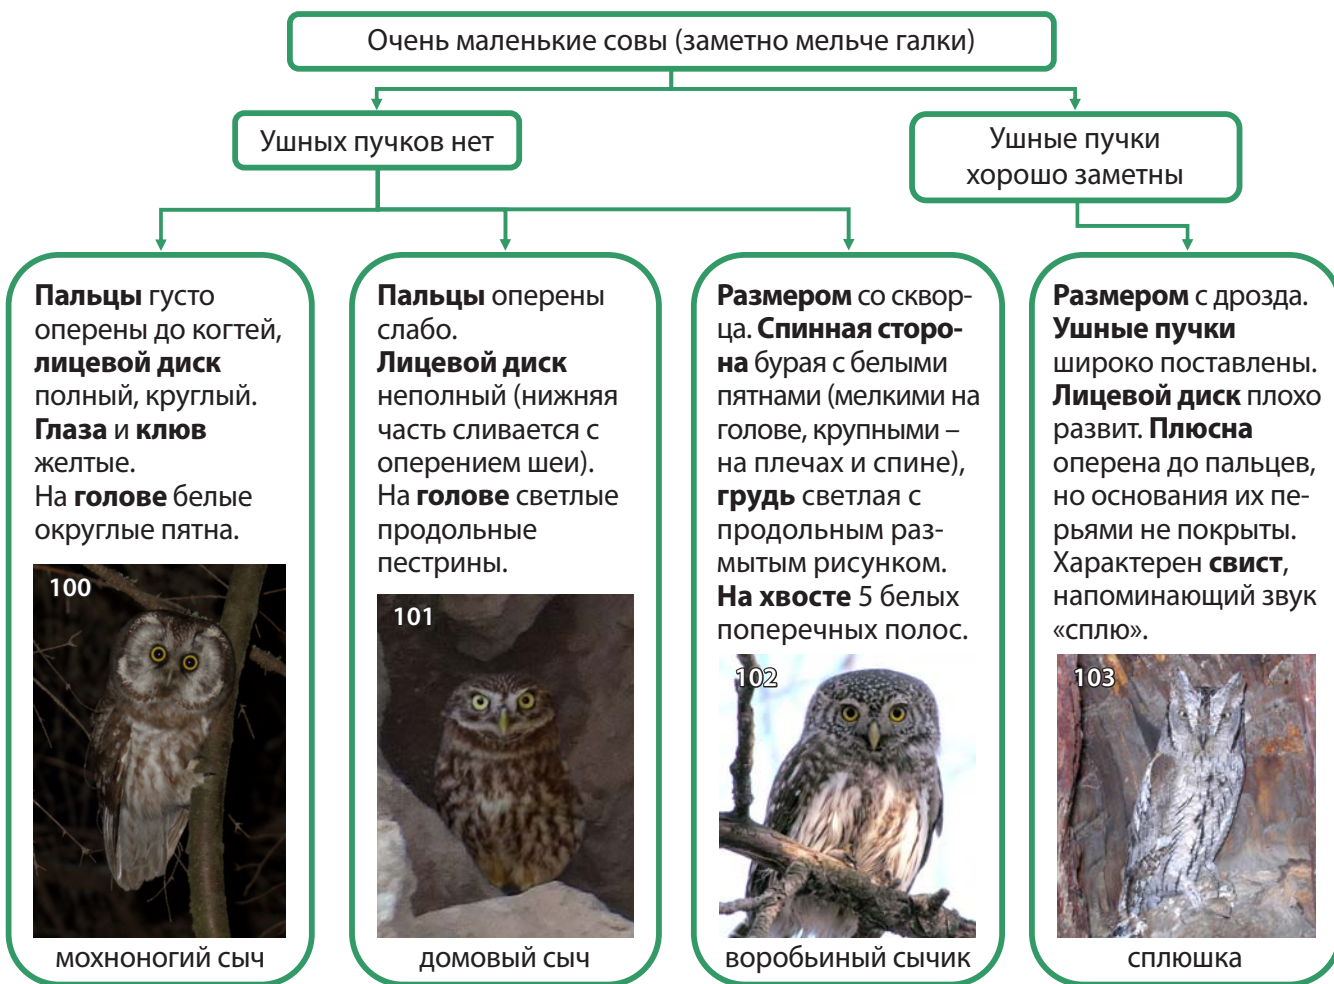 Очень маленькие совы (заметно мельче галки)
Ушных пучков нет
Ушные пучки
хорошо заметны
Пальцы густо
оперены до когтей,
лицевой диск
полный, круглый.
Глаза и клюв
желтые.
На голове белые
округлые пятна.
100
мохноногий сыч
Пальцы оперены
слабо.
Лицевой диск
неполный (нижняя
часть сливается с
оперением шеи).
На голове светлые
продольные
пестрины.
101
домовый сыч
Размером со сквор-
ца. Спинная сторо-
на бурая с белыми
пятнами (мелкими на
голове, крупными –
на плечах и спине),
грудь светлая с
продольным раз-
мытым рисунком.
На хвосте 5 белых
поперечных полос.
102
воробьиный сычик
Размером с дрозда.
Ушные пучки
широко поставлены.
Лицевой диск плохо
развит. Плюсна
оперена до пальцев,
но основания их пе-
рьями не покрыты.
Характерен свист,
напоминающий звук
«сплю».
103
сплюшка